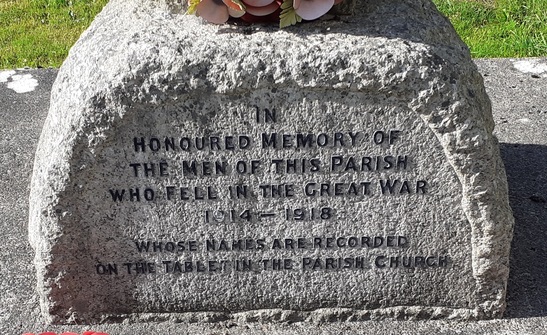 IN
HONOURED MEMORY OF
THE MEN OF THIS PARISH
WHO FELL IN THE GREAT WAR
1914 - 1918
WHOSE NAMES ARE RECORDED
ON THE TABLET IN THE PARISH CHURCH